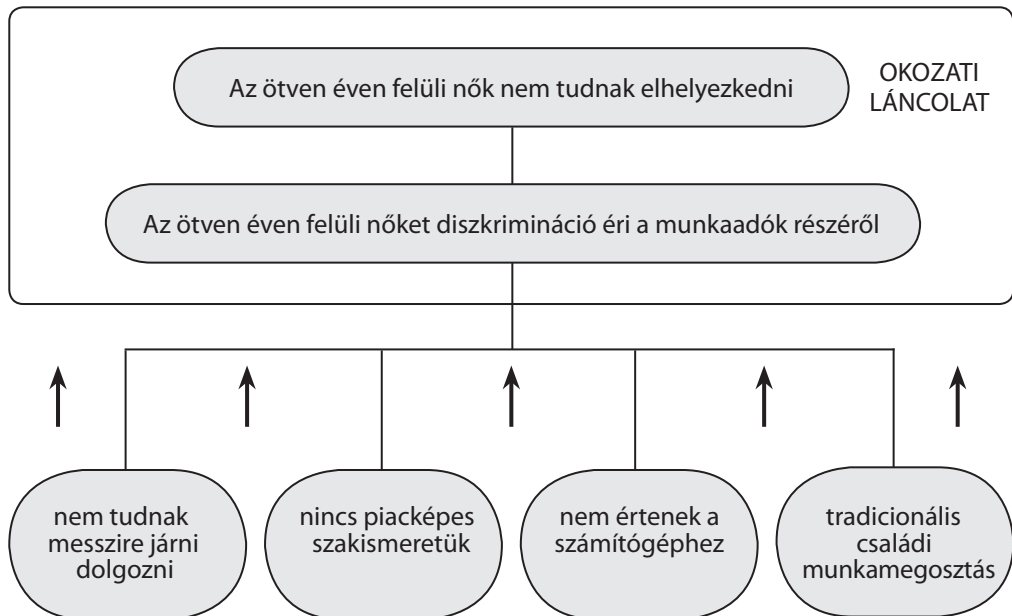 Az ötven éven felüli nők nem tudnak elhelyezkedni
OKOZATI
LÁNCOLAT
Az ötven éven felüli nőket diszkrimináció éri a munkaadók részéről
nem tudnak
messzire járni
dolgozni
nincs piacképes
szakismeretük
nem értenek a
számítógéphez
tradicionális
családi
munkamegosztás